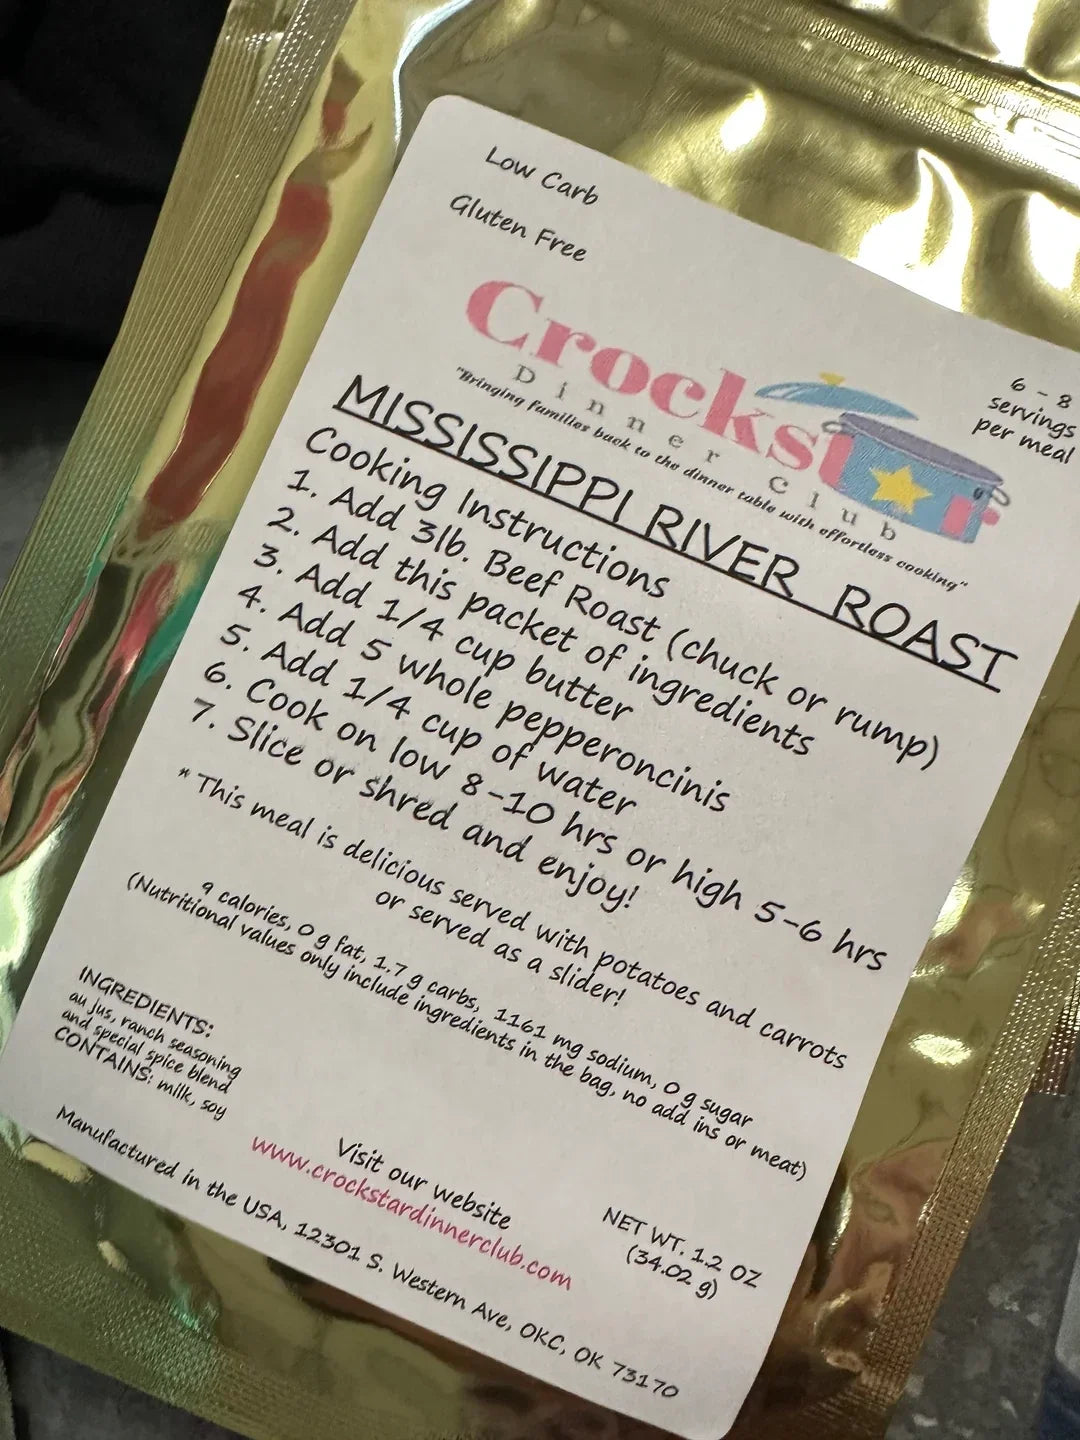 Low Carb
Gluten Free
Crockst
Dinner Club
"Bringing families back to the dinner table with effortless cooking"
6 - 8
servings
per meal
MISSISSIPPI RIVER ROAST
Cooking Instructions
1. Add 3lb. Beef Roast (chuck or rump)
2. Add this packet of ingredients
3. Add 1/4 cup butter
4. Add 5 whole pepperoncinis
5. Add 1/4 cup of water
6. Cook on low 8-10 hrs or high 5-6 hrs
7. Slice or shred and enjoy!
* This meal is delicious served with potatoes and carrots
or served as a slider!
9 calories, 0 g fat, 1.7 g carbs, 1161 mg sodium, 0 g sugar
(Nutritional values only include ingredients in the bag, no add ins or meat)
INGREDIENTS:
au jus, ranch seasoning
and special spice blend
CONTAINS: milk, soy
Visit our website
www.crockstardinnerclub.com
NET WT. 1.2 OZ
(34.02 g)
Manufactured in the USA, 12301 S. Western Ave, OKC, OK 73170